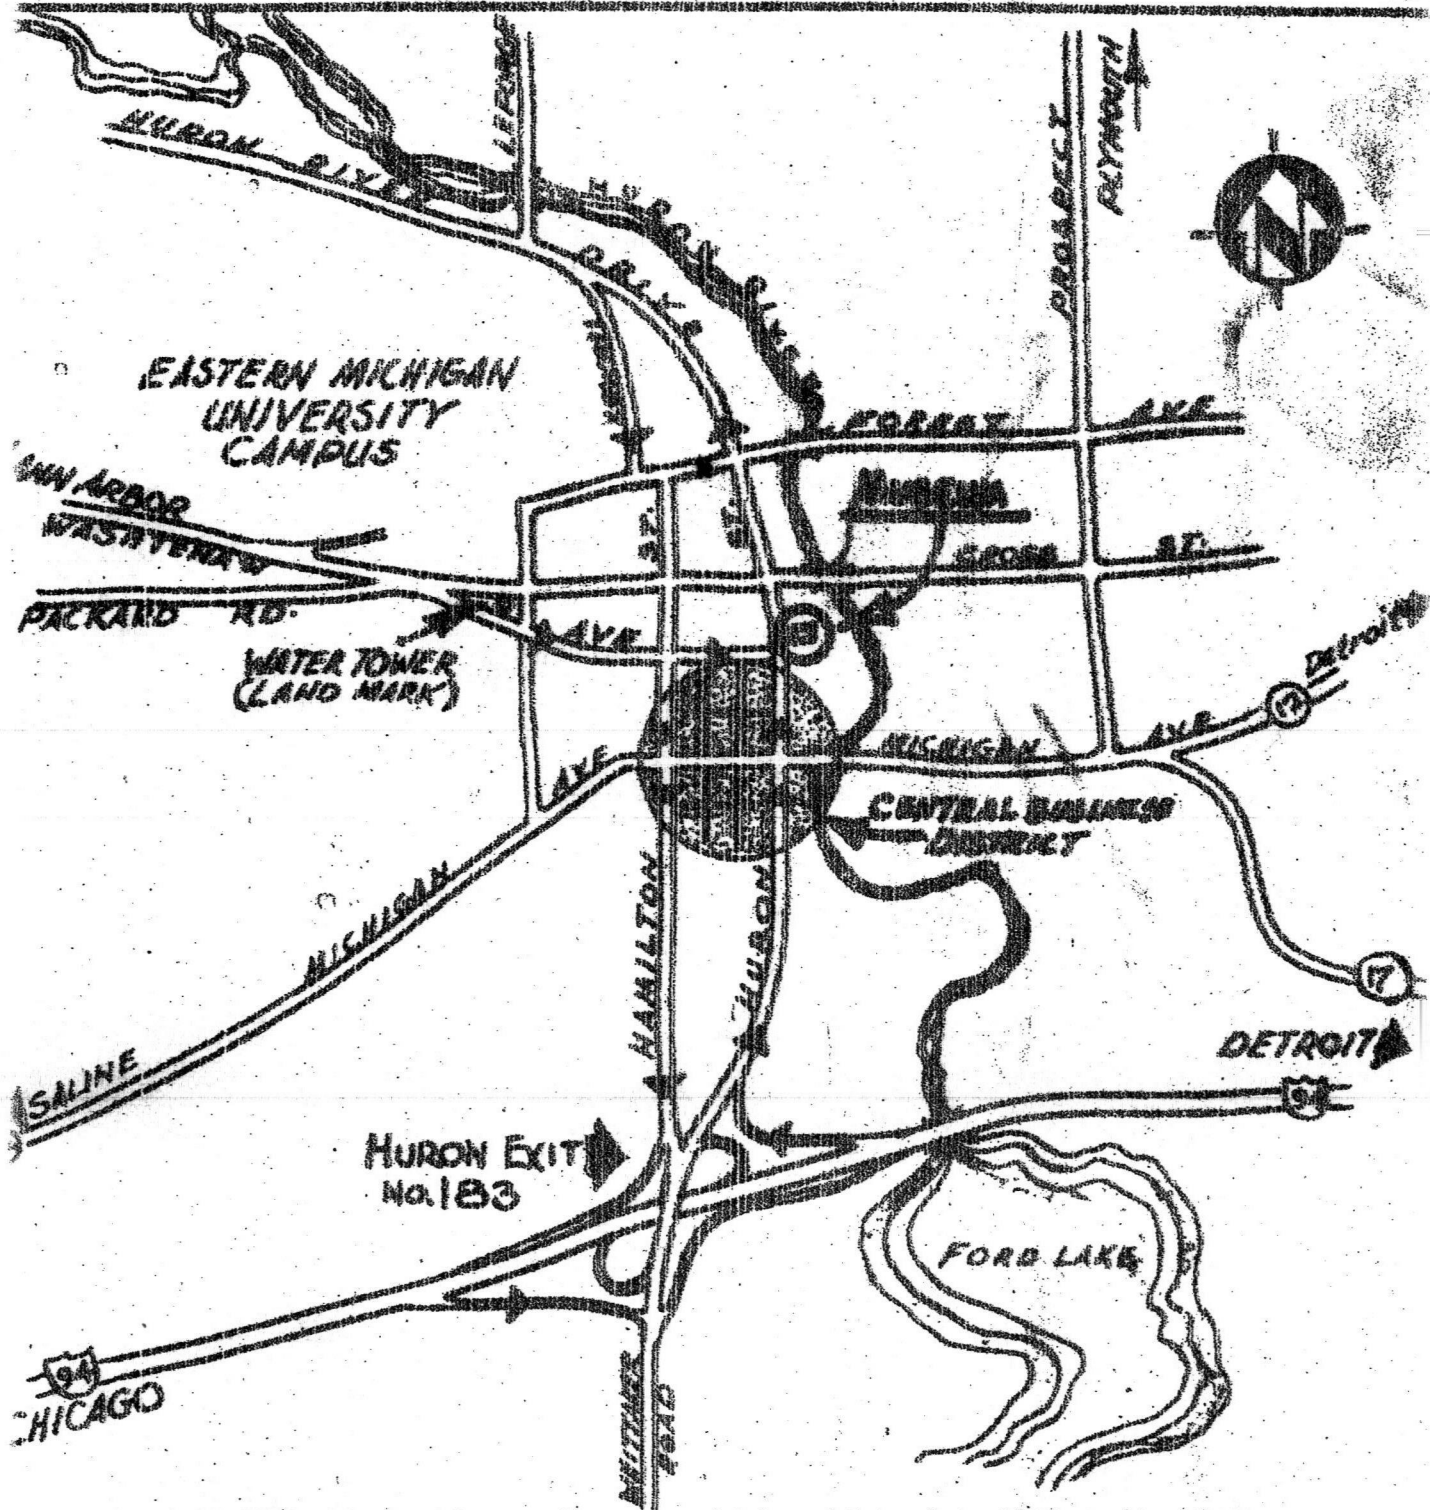 LEFORGE
PROSPECT
PLYMOUTH
HURON RIVER
DRIVE
HURON RIVER
N
EASTERN MICHIGAN
UNIVERSITY
CAMPUS
FOREST AVE
ANN ARBOR
WASHTENAW
ST.
ST.
CROSS ST.
PACKARD RD.
AVE
WATER TOWER
(LAND MARK)
Detroit
12
MICHIGAN AVE
AVE
CENTRAL BUSINESS
DISTRICT
MICHIGAN
HAMILTON
HURON
17
SALINE
DETROIT
94
HURON EXIT
No. 183
FORD LAKE
94
CHICAGO
WHITTAKER
ROAD